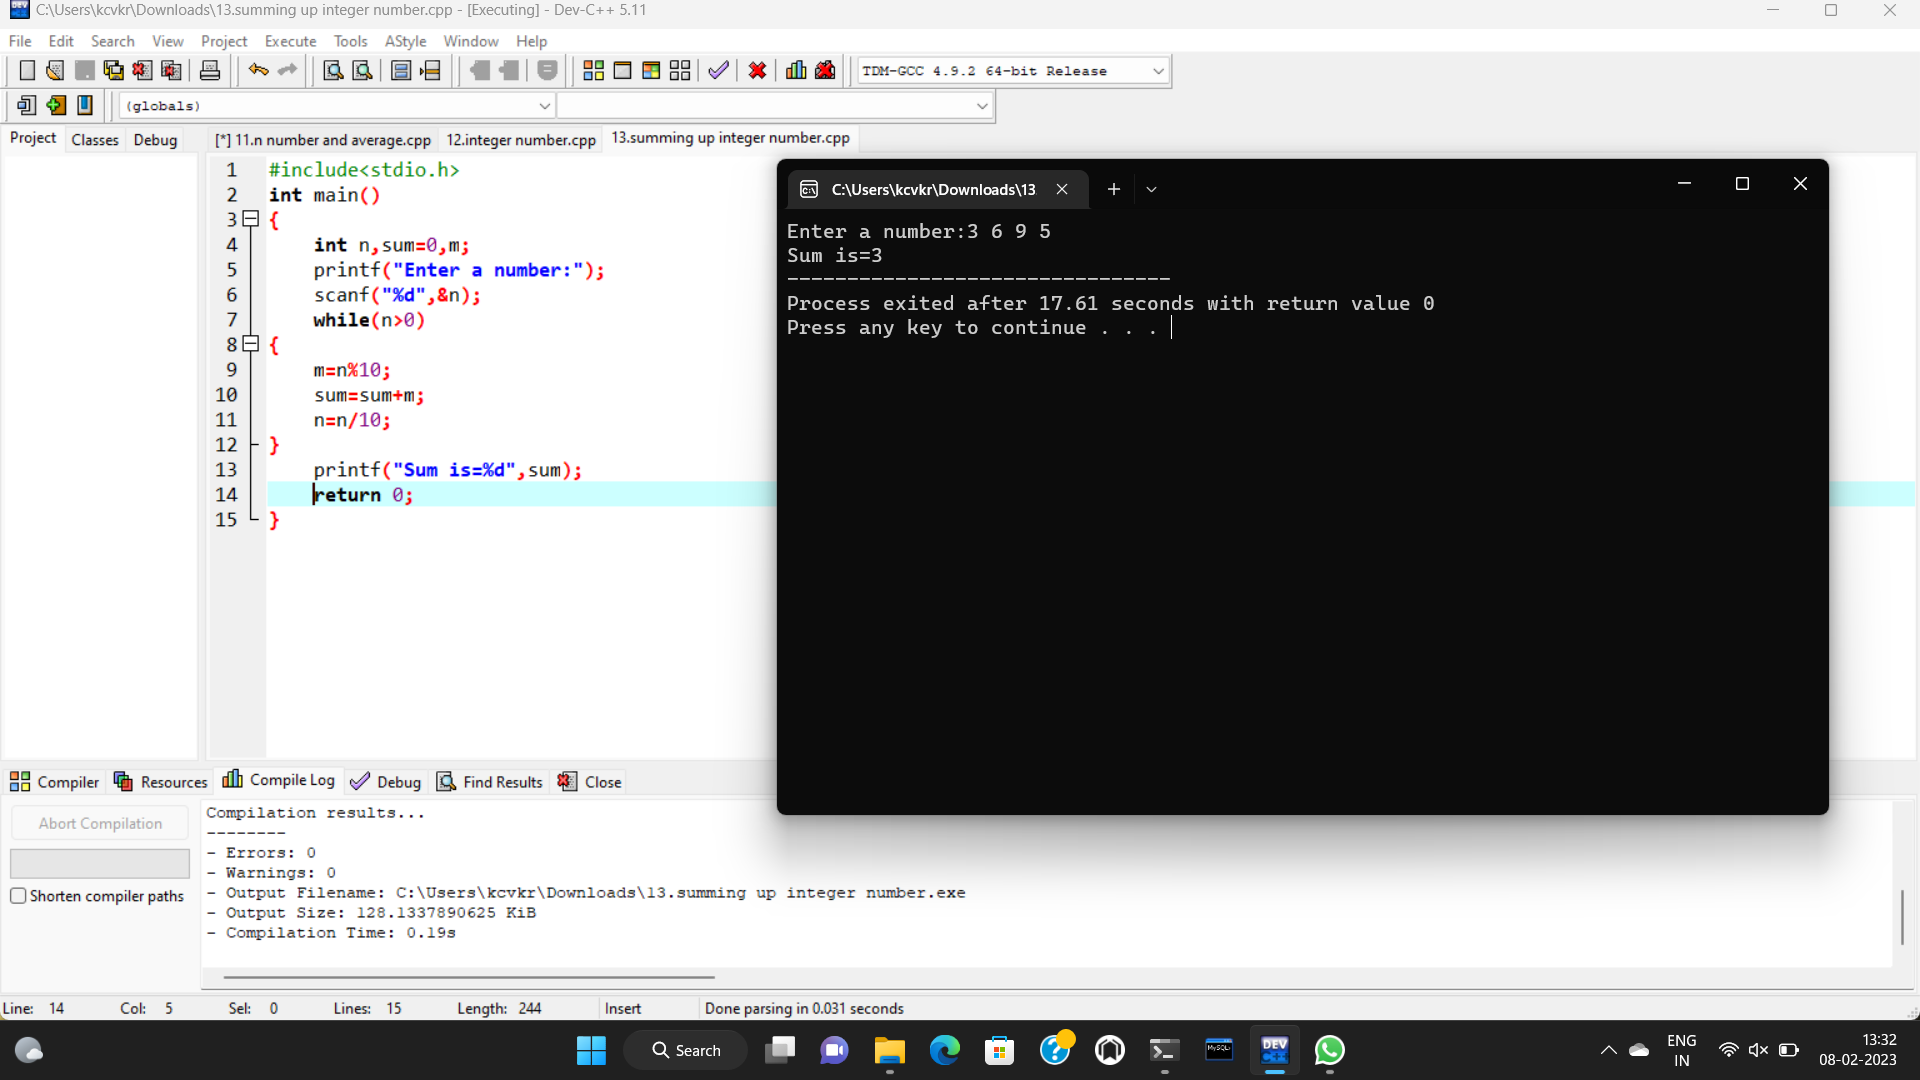 C:\Users\kcvkr\Downloads\13.summing up integer number.cpp - [Executing] - Dev-C++ 5.11
File Edit Search View Project Execute Tools AStyle Window Help
TDM-GCC 4.9.2 64-bit Release
(globals)
Project Classes Debug
[*] 11.n number and average.cpp 12.integer number.cpp 13.summing up integer number.cpp
1 #include<stdio.h>
2 int main()
3 {
4 int n,sum=0,m;
5 printf("Enter a number:");
6 scanf("%d",&n);
7 while(n>0)
8 {
9 m=n%10;
10 sum=sum+m;
11 n=n/10;
12 }
13 printf("Sum is=%d",sum);
14 return 0;
15 }
C:\Users\kcvkr\Downloads\13
Enter a number:3 6 9 5
Sum is=3
--------------------------------
Process exited after 17.61 seconds with return value 0
Press any key to continue . . .
Compiler Resources Compile Log Debug Find Results Close
Abort Compilation
Shorten compiler paths
Compilation results...
--------
- Errors: 0
- Warnings: 0
- Output Filename: C:\Users\kcvkr\Downloads\13.summing up integer number.exe
- Output Size: 128.1337890625 KiB
- Compilation Time: 0.19s
Line: 14 Col: 5 Sel: 0 Lines: 15 Length: 244 Insert Done parsing in 0.031 seconds
Search
MySQL
DEV
C++
ENG
IN
13:32
08-02-2023